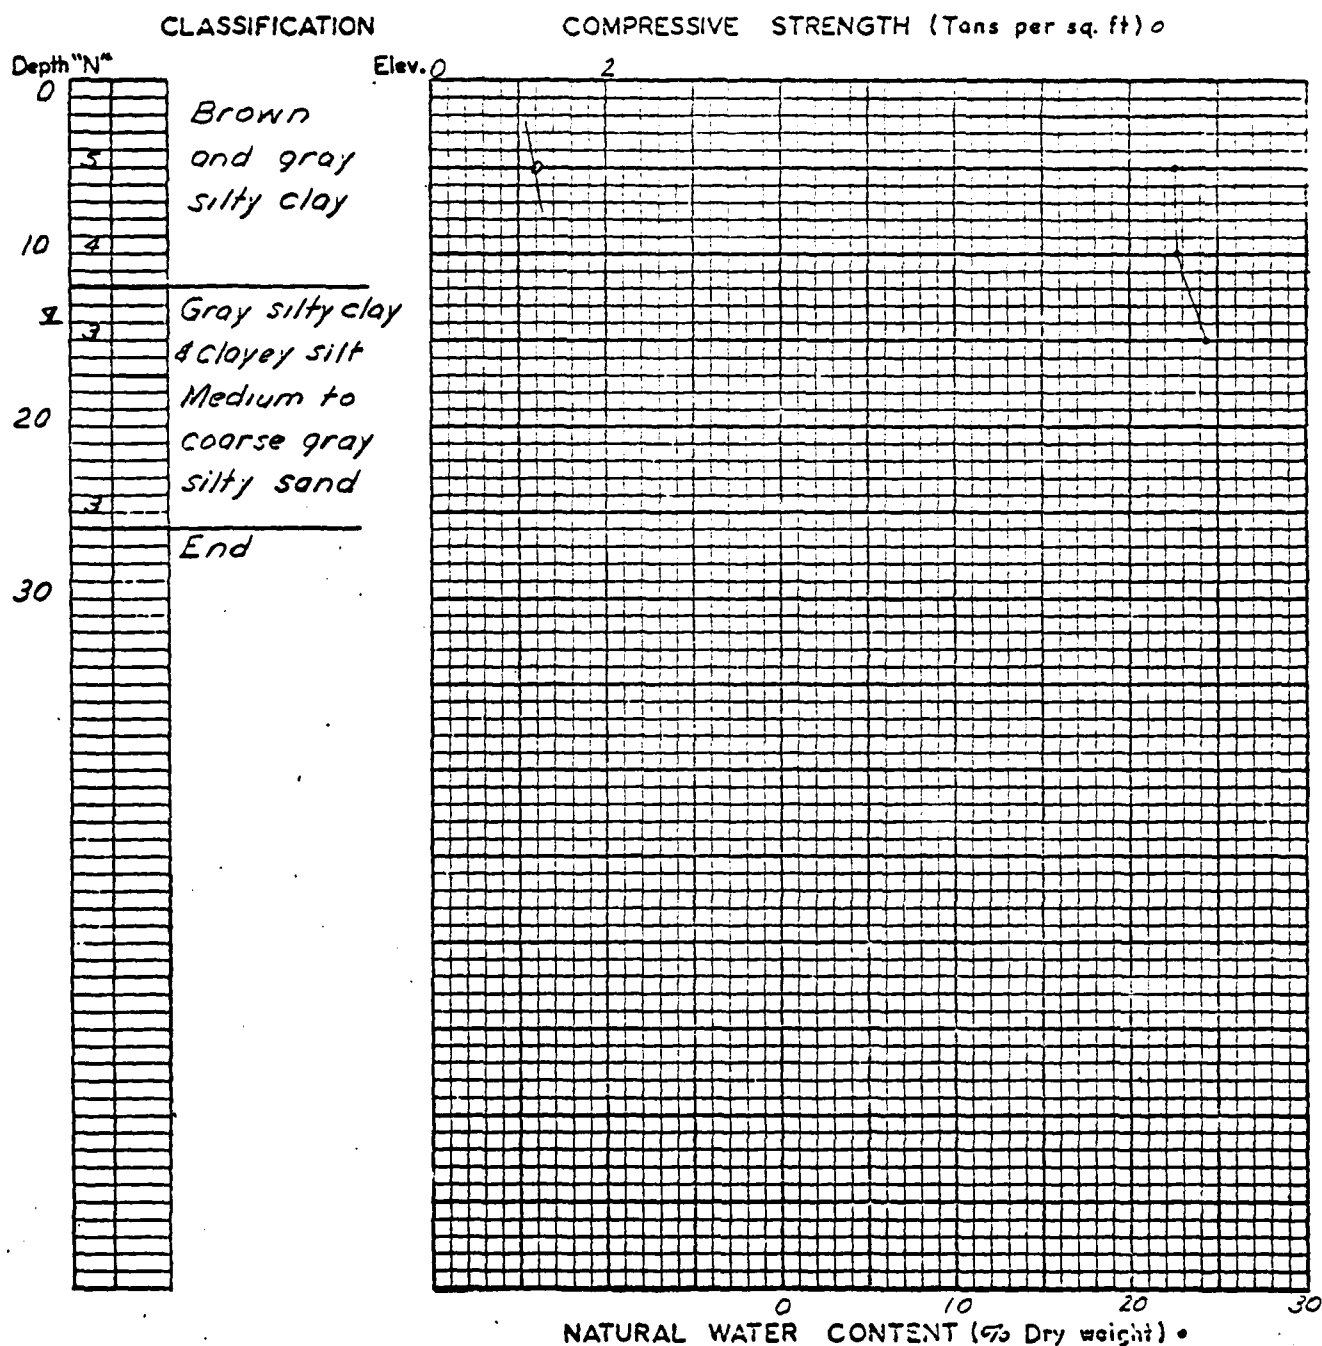 CLASSIFICATION
COMPRESSIVE STRENGTH (Tons per sq. ft) o
Depth "N"
Elev. 0 2
0
Brown
5 and gray
silty clay
10 4
Gray silty clay
3
& Clayey silt
Medium to
20
coarse gray
silty sand
3
End
30
0 10 20 30
NATURAL WATER CONTENT (% Dry weight) •